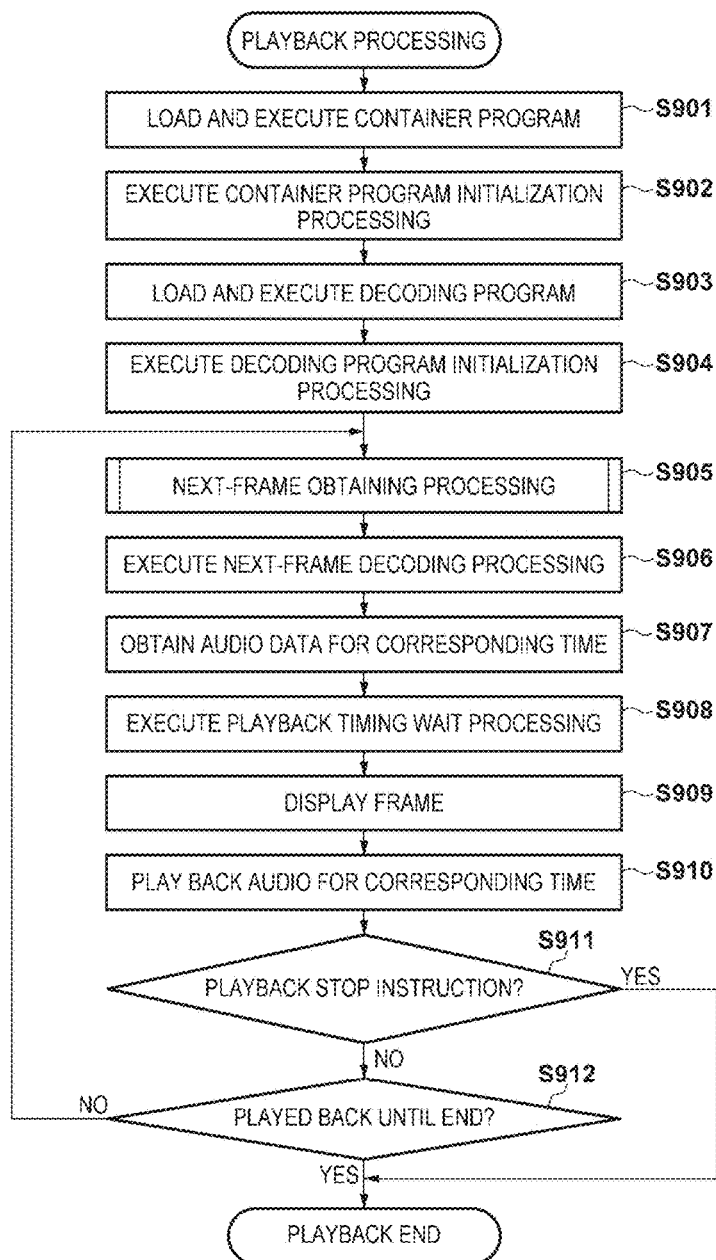 PLAYBACK PROCESSING
LOAD AND EXECUTE CONTAINER PROGRAM
S901
EXECUTE CONTAINER PROGRAM INITIALIZATION
PROCESSING
S902
LOAD AND EXECUTE DECODING PROGRAM
S903
EXECUTE DECODING PROGRAM INITIALIZATION
PROCESSING
S904
NEXT-FRAME OBTAINING PROCESSING
S905
EXECUTE NEXT-FRAME DECODING PROCESSING
S906
OBTAIN AUDIO DATA FOR CORRESPONDING TIME
S907
EXECUTE PLAYBACK TIMING WAIT PROCESSING
S908
DISPLAY FRAME
S909
PLAY BACK AUDIO FOR CORRESPONDING TIME
S910
S911
PLAYBACK STOP INSTRUCTION?
YES
NO
S912
NO
PLAYED BACK UNTIL END?
YES
PLAYBACK END